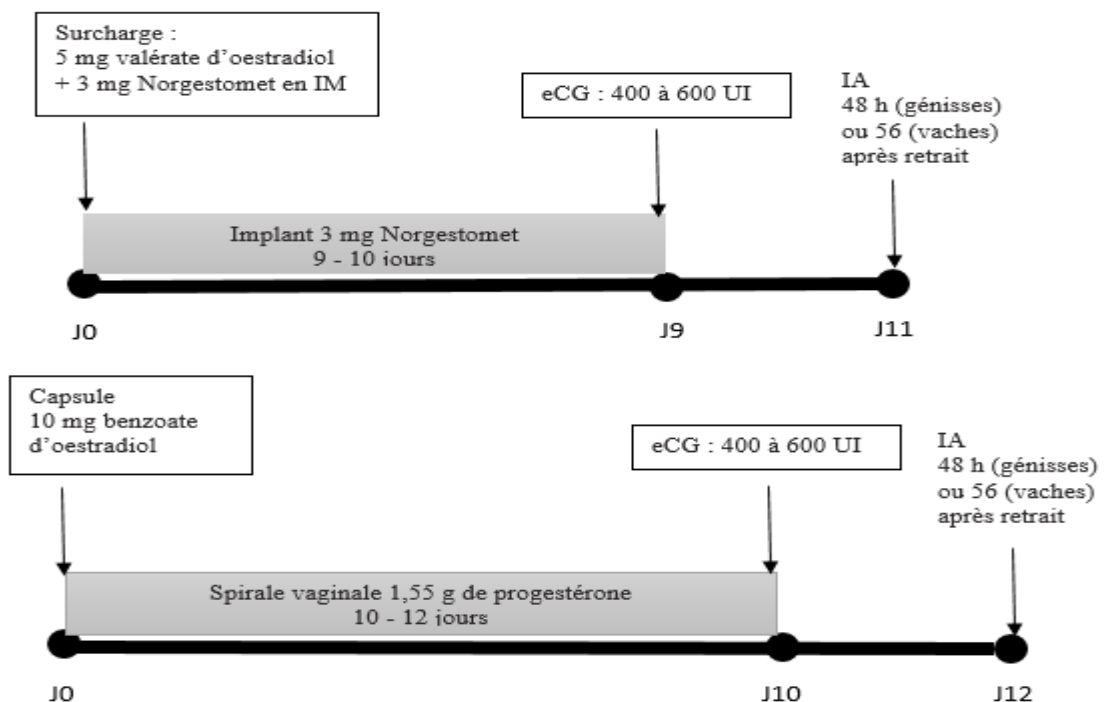 Surcharge :
5 mg valérate d'oestradiol
+ 3 mg Norgestomet en IM
eCG : 400 à 600 UI
IA
48 h (génisses)
ou 56 (vaches)
après retrait
Implant 3 mg Norgestomet
9 - 10 iours
J0
J9
J11
Capsule
10 mg benzoate
d'oestradiol
eCG : 400 à 600 UI
IA
48 h (génisses)
ou 56 (vaches)
après retrait
Spirale vaginale 1,55 g de progestérone
10 - 12 iours
J0
J10
J12